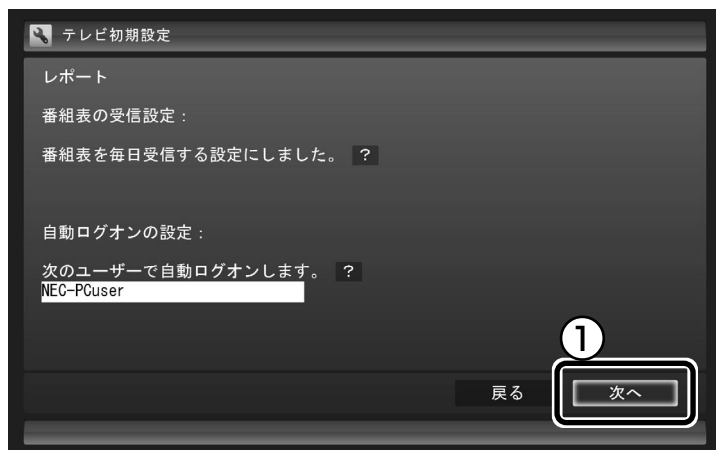 テレビ初期設定
レポート
番組表の受信設定：
番組表を毎日受信する設定にしました。 ?
自動ログオンの設定：
次のユーザーで自動ログオンします。 ?
NEC-PCuser
①
戻る 次へ